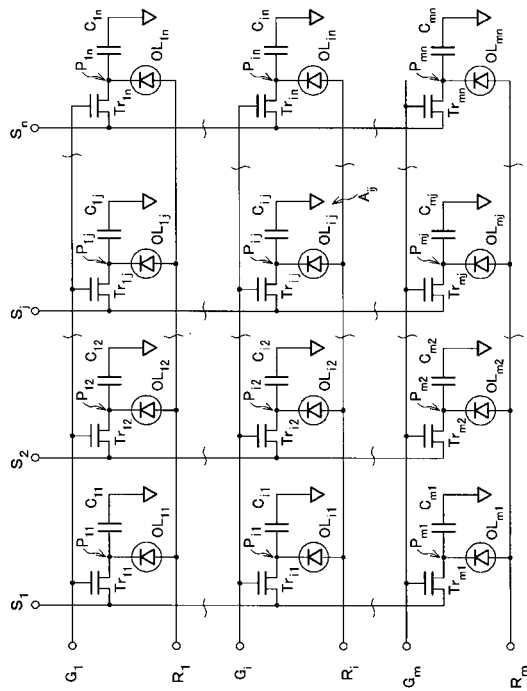 S₁ S₂ Sⱼ Sₙ
P₁₁ C₁₁ P₁₂ C₁₂ P₁ⱼ C₁ⱼ P₁ₙ C₁ₙ
G₁
Tr₁₁ OL₁₁ Tr₁₂ OL₁₂ Tr₁ⱼ OL₁ⱼ Tr₁ₙ OL₁ₙ
R₁
Pᵢ₁ Cᵢ₁ Pᵢ₂ Cᵢ₂ Pᵢⱼ Cᵢⱼ Pᵢₙ Cᵢₙ
Gᵢ
Trᵢ₁ OLᵢ₁ Trᵢ₂ OLᵢ₂ Trᵢⱼ OLᵢⱼ Trᵢₙ OLᵢₙ
Rᵢ
Aᵢⱼ
Pₘ₁ Cₘ₁ Pₘ₂ Cₘ₂ Pₘⱼ Cₘⱼ Pₘₙ Cₘₙ
Gₘ
Trₘ₁ OLₘ₁ Trₘ₂ OLₘ₂ Trₘⱼ OLₘⱼ Trₘₙ OLₘₙ
Rₘ